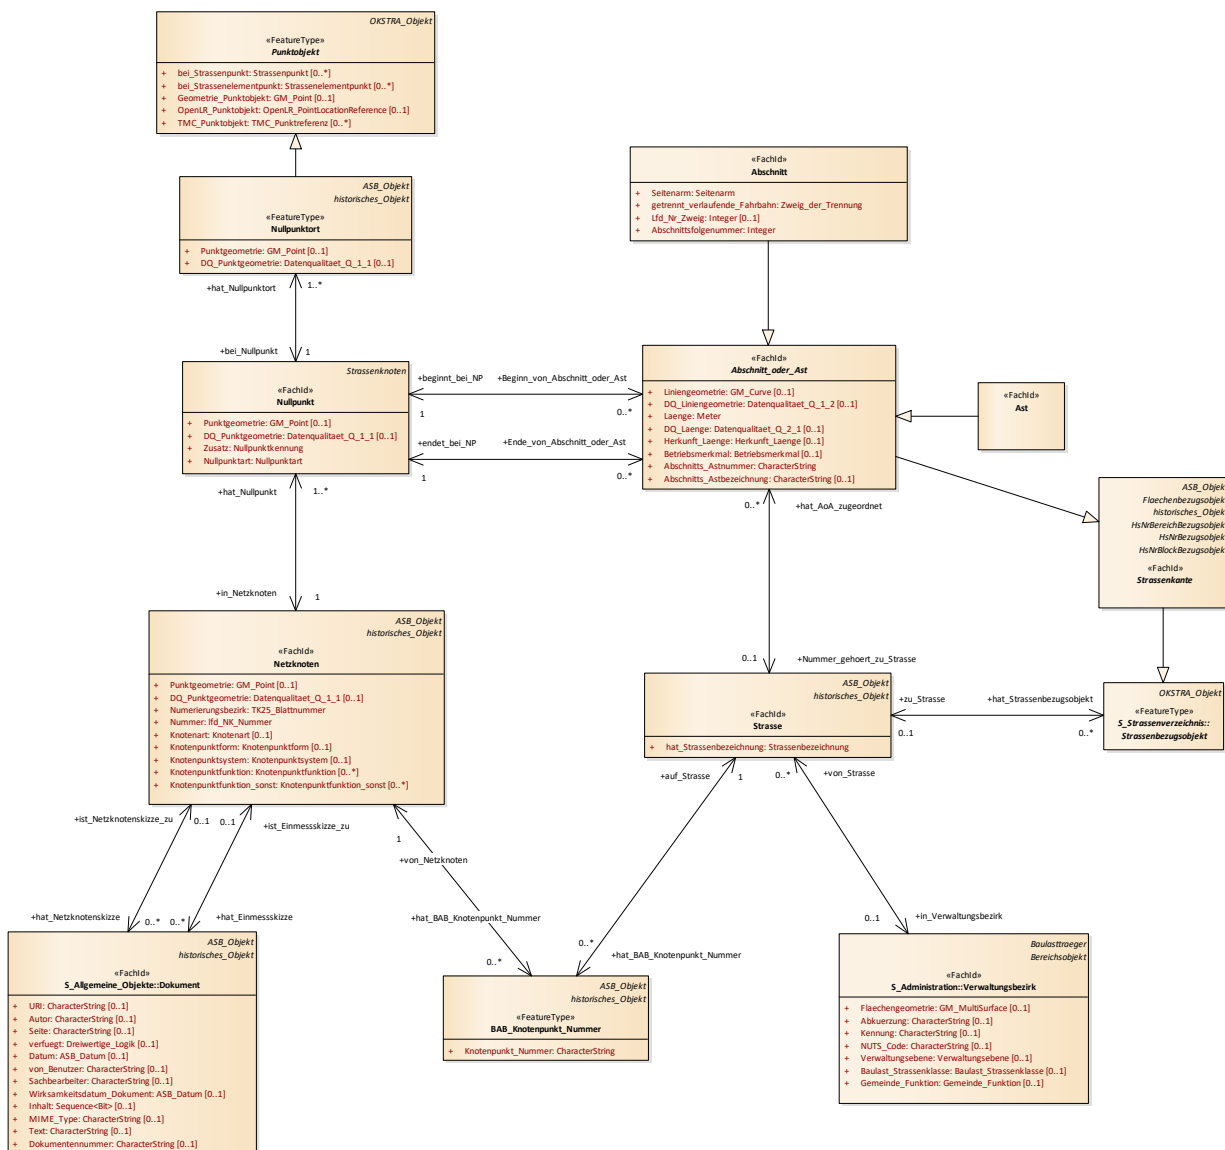 OKSTRA_Objekt
«FeatureType»
Punktobjekt
+ bei_Strassenpunkt: Strassenpunkt [0..*]
+ bei_Strassenelementpunkt: Strassenelementpunkt [0..*]
+ Geometrie_Punktobjekt: GM_Point [0..1]
+ OpenLR_Punktobjekt: OpenLR_PointLocationReference [0..1]
+ TMC_Punktobjekt: TMC_Punktreferenz [0..*]
«FachId»
Abschnitt
+ Seitenarm: Seitenarm
+ getrennt_verlaufende_Fahrbahn: Zweig_der_Trennung
+ Lfd_Nr_Zweig: Integer [0..1]
+ Abschnittsfolgenummer: Integer
ASB_Objekt
historisches_Objekt
«FeatureType»
Nullpunktort
+ Punktgeometrie: GM_Point [0..1]
+ DQ_Punktgeometrie: Datenqualitaet_Q_1_1 [0..1]
+hat_Nullpunktort
1..*
+bei_Nullpunkt
1
Strassenknoten
«FachId»
Nullpunkt
+ Punktgeometrie: GM_Point [0..1]
+ DQ_Punktgeometrie: Datenqualitaet_Q_1_1 [0..1]
+ Zusatz: Nullpunktkennung
+ Nullpunktart: Nullpunktart
+beginnt_bei_NP
+Beginn_von_Abschnitt_oder_Ast
1
0..*
+endet_bei_NP
+Ende_von_Abschnitt_oder_Ast
1
0..*
«FachId»
Abschnitt_oder_Ast
+ Liniengeometrie: GM_Curve [0..1]
+ DQ_Liniengeometrie: Datenqualitaet_Q_1_2 [0..1]
+ Laenge: Meter
+ DQ_Laenge: Datenqualitaet_Q_2_1 [0..1]
+ Herkunft_Laenge: Herkunft_Laenge [0..1]
+ Betriebsmerkmal: Betriebsmerkmal [0..1]
+ Abschnitts_Astnummer: CharacterString
+ Abschnitts_Astbezeichnung: CharacterString [0..1]
«FachId»
Ast
ASB_Objek
Flaechenbezugsobjek
historisches_Objek
HsNrBereichBezugsobjek
HsNrBezugsobjek
HsNrBlockBezugsobjek
«FachId»
Strassenkante
+hat_Nullpunkt
1..*
+in_Netzknoten
1
0..*
+hat_AoA_zugeordnet
0..1
+Nummer_gehoert_zu_Strasse
ASB_Objekt
historisches_Objekt
«FachId»
Netzknoten
+ Punktgeometrie: GM_Point [0..1]
+ DQ_Punktgeometrie: Datenqualitaet_Q_1_1 [0..1]
+ Numerierungsbezirk: TK25_Blattnummer
+ Nummer: lfd_NK_Nummer
+ Knotenart: Knotenart [0..1]
+ Knotenpunktform: Knotenpunktform [0..1]
+ Knotenpunktsystem: Knotenpunktsystem [0..1]
+ Knotenpunktfunktion: Knotenpunktfunktion [0..*]
+ Knotenpunktfunktion_sonst: Knotenpunktfunktion_sonst [0..*]
ASB_Objekt
historisches_Objekt
«FachId»
Strasse
+ hat_Strassenbezeichnung: Strassenbezeichnung
+zu_Strasse
+hat_Strassenbezugsobjekt
0..1
0..*
OKSTRA_Objekt
«FeatureType»
S_Strassenverzeichnis::
Strassenbezugsobjekt
+ist_Netzknotenskizze_zu
0..1
0..1
+ist_Einmessskizze_zu
1
+von_Netzknoten
+auf_Strasse
1
0..*
+von_Strasse
+hat_Netzknotenskizze
0..*
0..*
+hat_Einmessskizze
+hat_BAB_Knotenpunkt_Nummer
0..*
0..*
+hat_BAB_Knotenpunkt_Nummer
0..1
+in_Verwaltungsbezirk
ASB_Objekt
historisches_Objekt
«FachId»
S_Allgemeine_Objekte::Dokument
+ URI: CharacterString [0..1]
+ Autor: CharacterString [0..1]
+ Seite: CharacterString [0..1]
+ verfuegt: Dreiwertige_Logik [0..1]
+ Datum: ASB_Datum [0..1]
+ von_Benutzer: CharacterString [0..1]
+ Sachbearbeiter: CharacterString [0..1]
+ Wirksamkeitsdatum_Dokument: ASB_Datum [0..1]
+ Inhalt: Sequence<Bit> [0..1]
+ MIME_Type: CharacterString [0..1]
+ Text: CharacterString [0..1]
+ Dokumentennummer: CharacterString [0..1]
ASB_Objekt
historisches_Objekt
«FeatureType»
BAB_Knotenpunkt_Nummer
+ Knotenpunkt_Nummer: CharacterString
Baulasttraeger
Bereichsobjekt
«FachId»
S_Administration::Verwaltungsbezirk
+ Flaechengeometrie: GM_MultiSurface [0..1]
+ Abkuerzung: CharacterString [0..1]
+ Kennung: CharacterString [0..1]
+ NUTS_Code: CharacterString [0..1]
+ Verwaltungsebene: Verwaltungsebene [0..1]
+ Baulast_Strassenklasse: Baulast_Strassenklasse [0..1]
+ Gemeinde_Funktion: Gemeinde_Funktion [0..1]